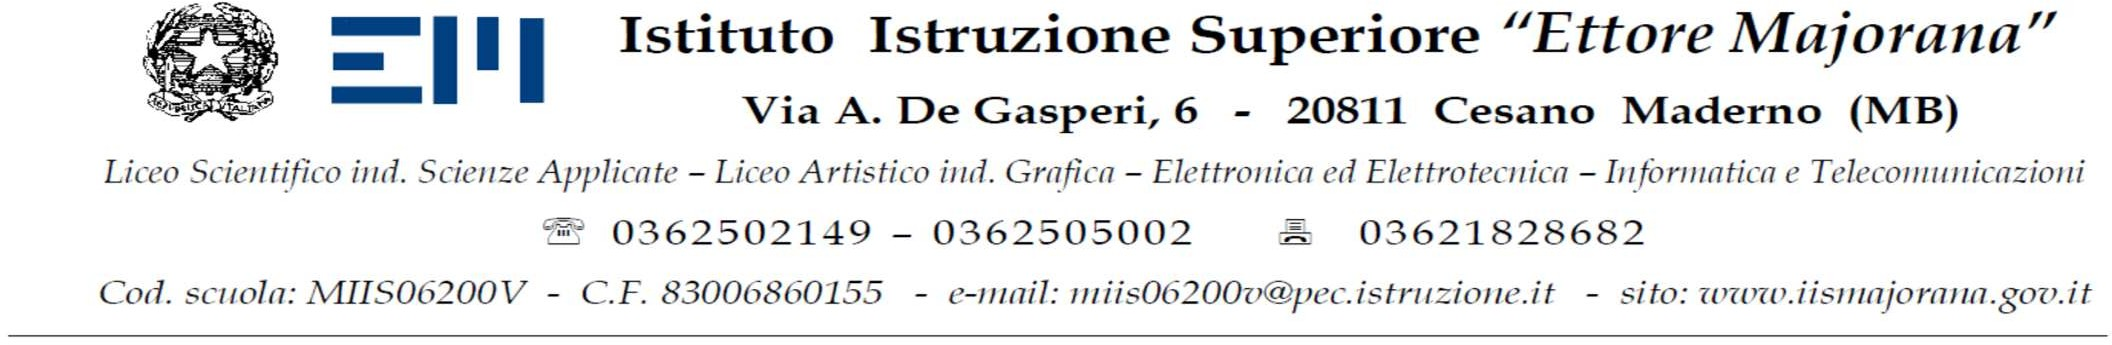 Istituto Istruzione Superiore “Ettore Majorana”
Via A. De Gasperi, 6 - 20811 Cesano Maderno (MB)
Liceo Scientifico ind. Scienze Applicate – Liceo Artistico ind. Grafica – Elettronica ed Elettrotecnica – Informatica e Telecomunicazioni
0362502149 – 0362505002 03621828682
Cod. scuola: MIIS06200V - C.F. 83006860155 - e-mail: miis06200v@pec.istruzione.it - sito: www.iismajorana.gov.it